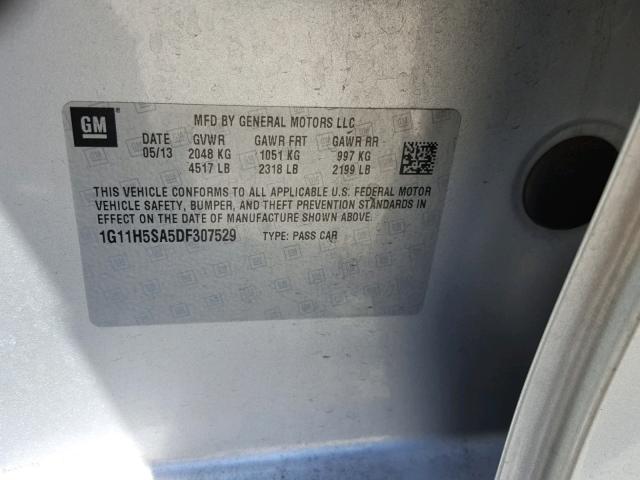 GM
MFD BY GENERAL MOTORS LLC
DATE GVWR GAWR FRT GAWR RR
05/13 2048 KG 1051 KG 997 KG
4517 LB 2318 LB 2199 LB
THIS VEHICLE CONFORMS TO ALL APPLICABLE U.S. FEDERAL MOTOR
VEHICLE SAFETY, BUMPER, AND THEFT PREVENTION STANDARDS IN
EFFECT ON THE DATE OF MANUFACTURE SHOWN ABOVE.
1G11H5SA5DF307529 TYPE: PASS CAR